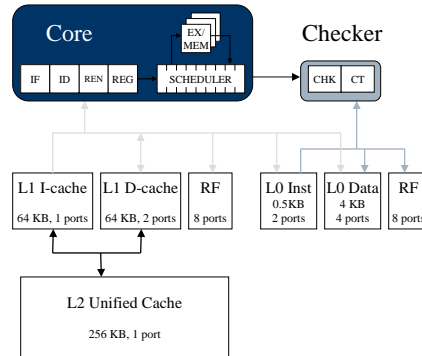 Core
Checker
EX/
MEM
IF ID REN REG
SCHEDULER
CHK CT
L1 I-cache
64 KB, 1 ports
L1 D-cache
64 KB, 2 ports
RF
8 ports
L0 Inst
0.5KB
2 ports
L0 Data
4 KB
4 ports
RF
8 ports
L2 Unified Cache
256 KB, 1 port